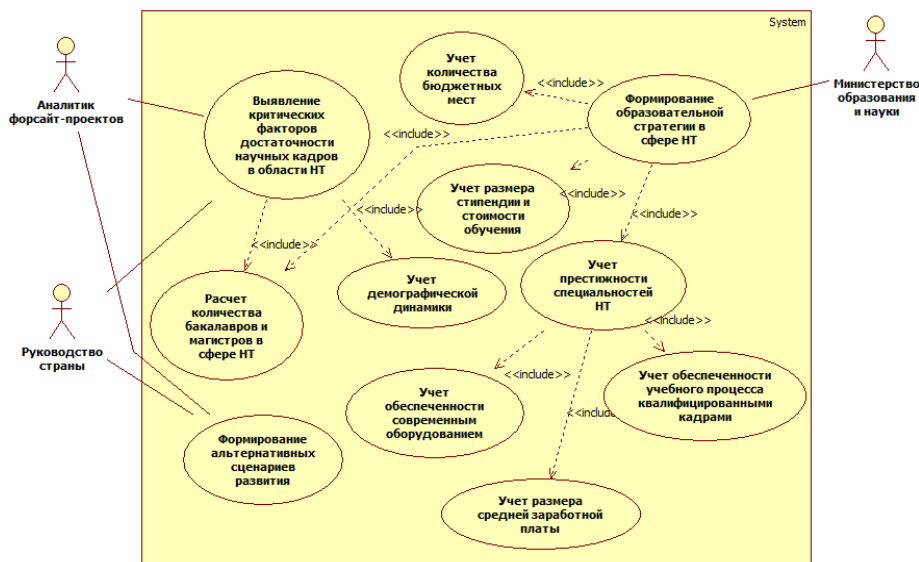 System
Аналитик
форсайт-проектов
Министерство
образования
и науки
Руководство
страны
Учет
количества
бюджетных
мест
<<include>>
Выявление
критических
факторов
достаточности
научных кадров
в области НТ
Формирование
образовательной
стратегии в
сфере НТ
<<include>>
Учет размера
стипендии и
стоимости
обучения
<<include>>
<<include>>
<<include>>
<<include>>
Расчет
количества
бакалавров и
магистров в
сфере НТ
Учет
демографической
динамики
Учет
престижности
специальностей
НТ
<<include>>
<<include>>
<<include>>
Учет
обеспеченности
современным
оборудованием
Учет обеспеченности
учебного процесса
квалифицированными
кадрами
Формирование
альтернативных
сценариев
развития
Учет размера
средней заработной
платы